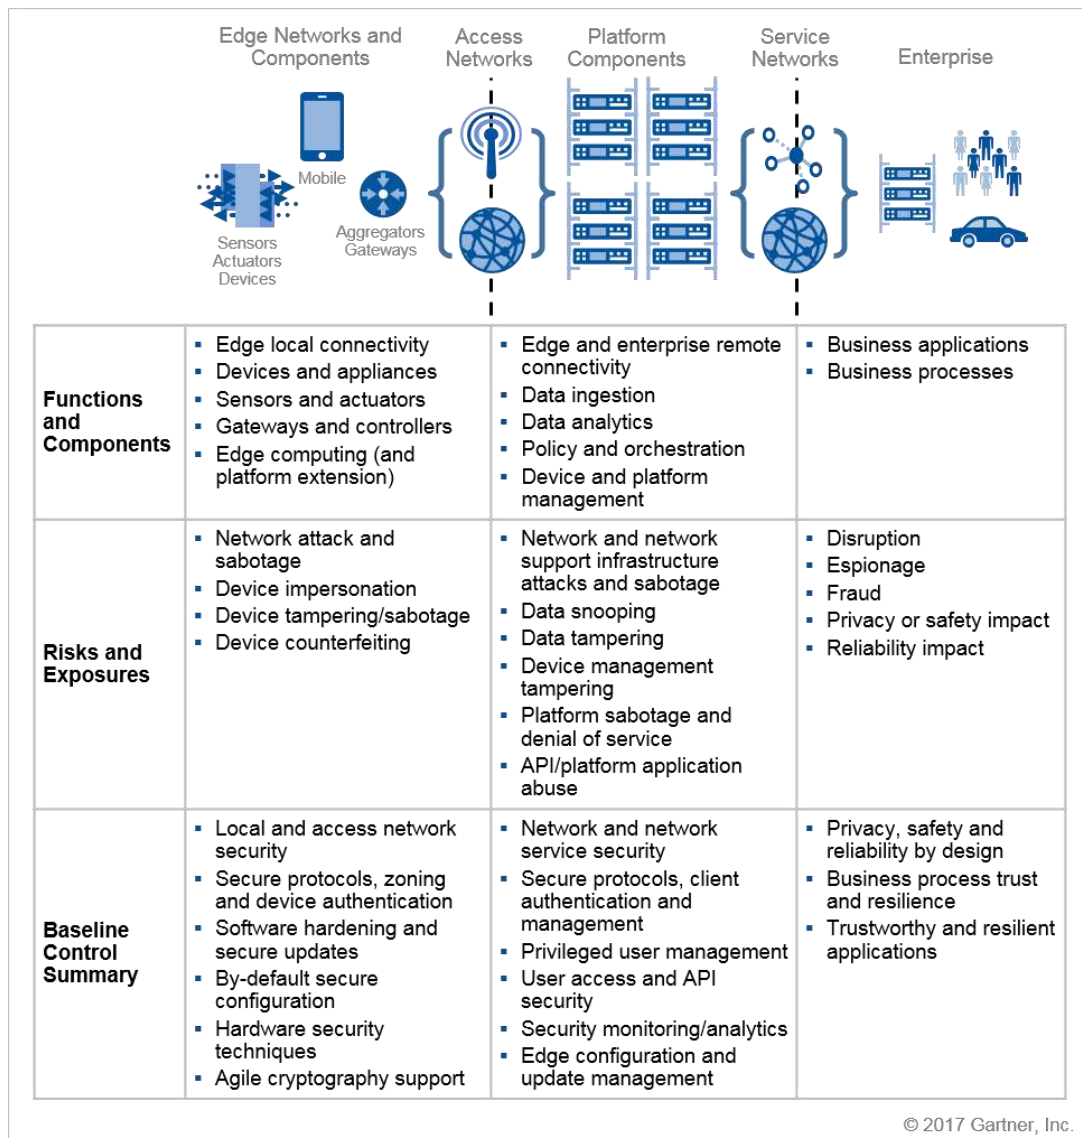 Edge Networks and
Components
Access
Networks
Platform
Components
Service
Networks
Enterprise
Mobile
Sensors
Actuators
Devices
Aggregators
Gateways
Functions
and
Components
▪ Edge local connectivity
▪ Devices and appliances
▪ Sensors and actuators
▪ Gateways and controllers
▪ Edge computing (and
platform extension)
▪ Edge and enterprise remote
connectivity
▪ Data ingestion
▪ Data analytics
▪ Policy and orchestration
▪ Device and platform
management
▪ Business applications
▪ Business processes
Risks and
Exposures
▪ Network attack and
sabotage
▪ Device impersonation
▪ Device tampering/sabotage
▪ Device counterfeiting
▪ Network and network
support infrastructure
attacks and sabotage
▪ Data snooping
▪ Data tampering
▪ Device management
tampering
▪ Platform sabotage and
denial of service
▪ API/platform application
abuse
▪ Disruption
▪ Espionage
▪ Fraud
▪ Privacy or safety impact
▪ Reliability impact
Baseline
Control
Summary
▪ Local and access network
security
▪ Secure protocols, zoning
and device authentication
▪ Software hardening and
secure updates
▪ By-default secure
configuration
▪ Hardware security
techniques
▪ Agile cryptography support
▪ Network and network
service security
▪ Secure protocols, client
authentication and
management
▪ Privileged user management
▪ User access and API
security
▪ Security monitoring/analytics
▪ Edge configuration and
update management
▪ Privacy, safety and
reliability by design
▪ Business process trust
and resilience
▪ Trustworthy and resilient
applications
© 2017 Gartner, Inc.